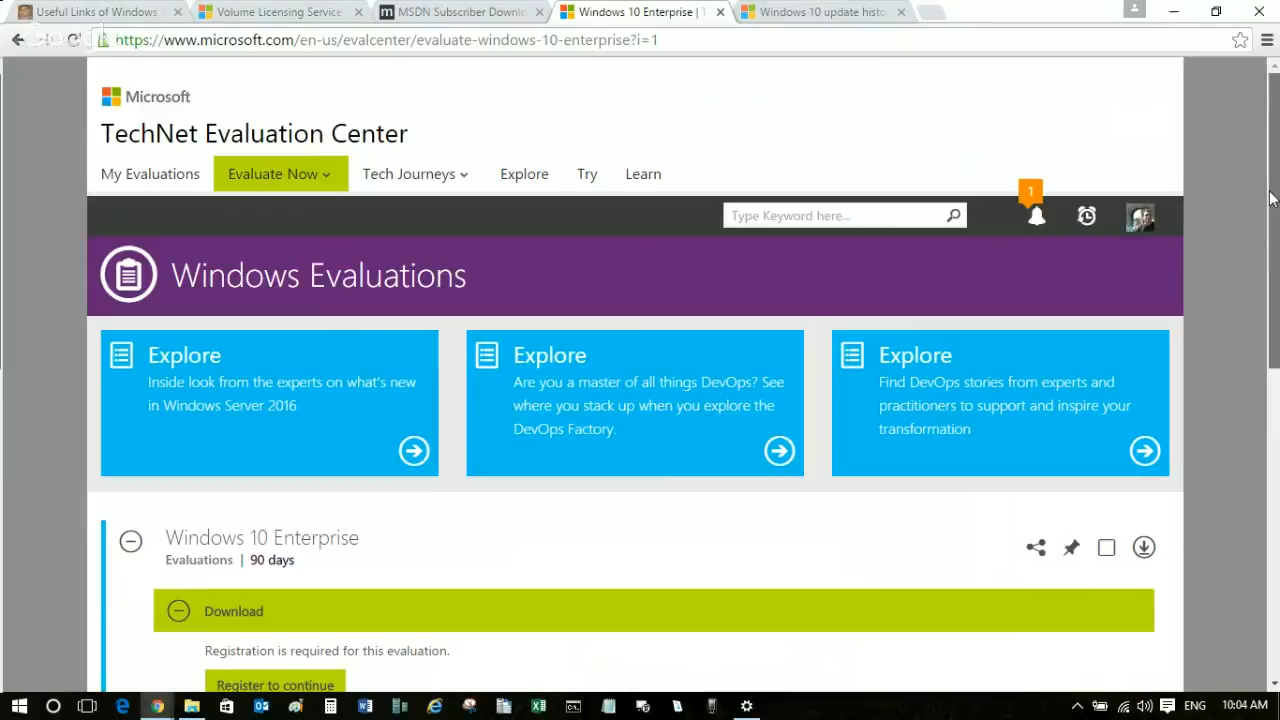 Useful Links of Windows
Volume Licensing Service
MSDN Subscriber Downlo
Windows 10 Enterprise | T
Windows 10 update histo
https://www.microsoft.com/en-us/evalcenter/evaluate-windows-10-enterprise?i=1
Microsoft
TechNet Evaluation Center
My Evaluations
Evaluate Now
Tech Journeys
Explore
Try
Learn
1
Type Keyword here...
Windows Evaluations
Explore
Inside look from the experts on what's new
in Windows Server 2016
Explore
Are you a master of all things DevOps? See
where you stack up when you explore the
DevOps Factory.
Explore
Find DevOps stories from experts and
practitioners to support and inspire your
transformation
Windows 10 Enterprise
Evaluations | 90 days
Download
Registration is required for this evaluation.
Register to continue
ENG
10:04 AM